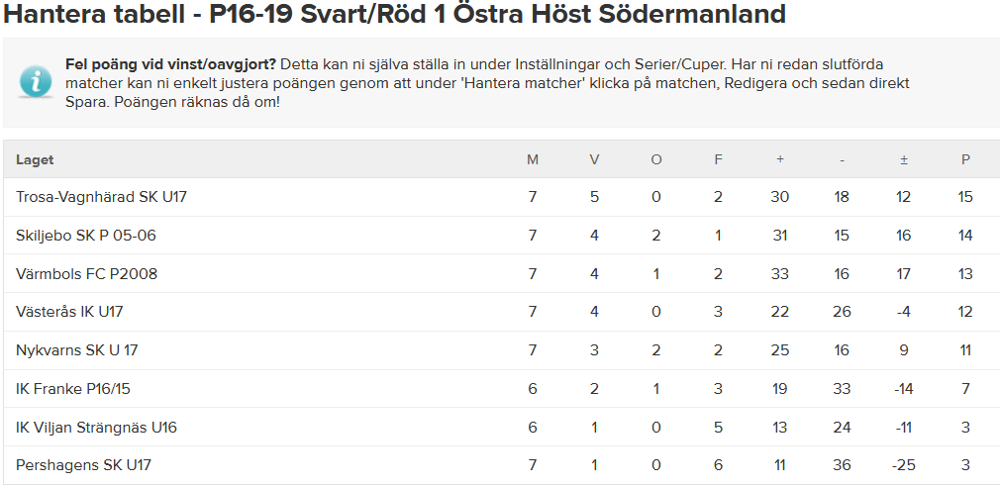 Hantera tabell - P16-19 Svart/Röd 1 Östra Höst Södermanland
Fel poäng vid vinst/oavgjort? Detta kan ni själva ställa in under Inställningar och Serier/Cuper. Har ni redan slutförda
matcher kan ni enkelt justera poängen genom att under 'Hantera matcher' klicka på matchen, Redigera och sedan direkt
Spara. Poängen räknas då om!
Laget M V O F + - ± P
Trosa-Vagnhärad SK U17 7 5 0 2 30 18 12 15
Skiljebo SK P 05-06 7 4 2 1 31 15 16 14
Värmbols FC P2008 7 4 1 2 33 16 17 13
Västerås IK U17 7 4 0 3 22 26 -4 12
Nykvarns SK U 17 7 3 2 2 25 16 9 11
IK Franke P16/15 6 2 1 3 19 33 -14 7
IK Viljan Strängnäs U16 6 1 0 5 13 24 -11 3
Pershagens SK U17 7 1 0 6 11 36 -25 3